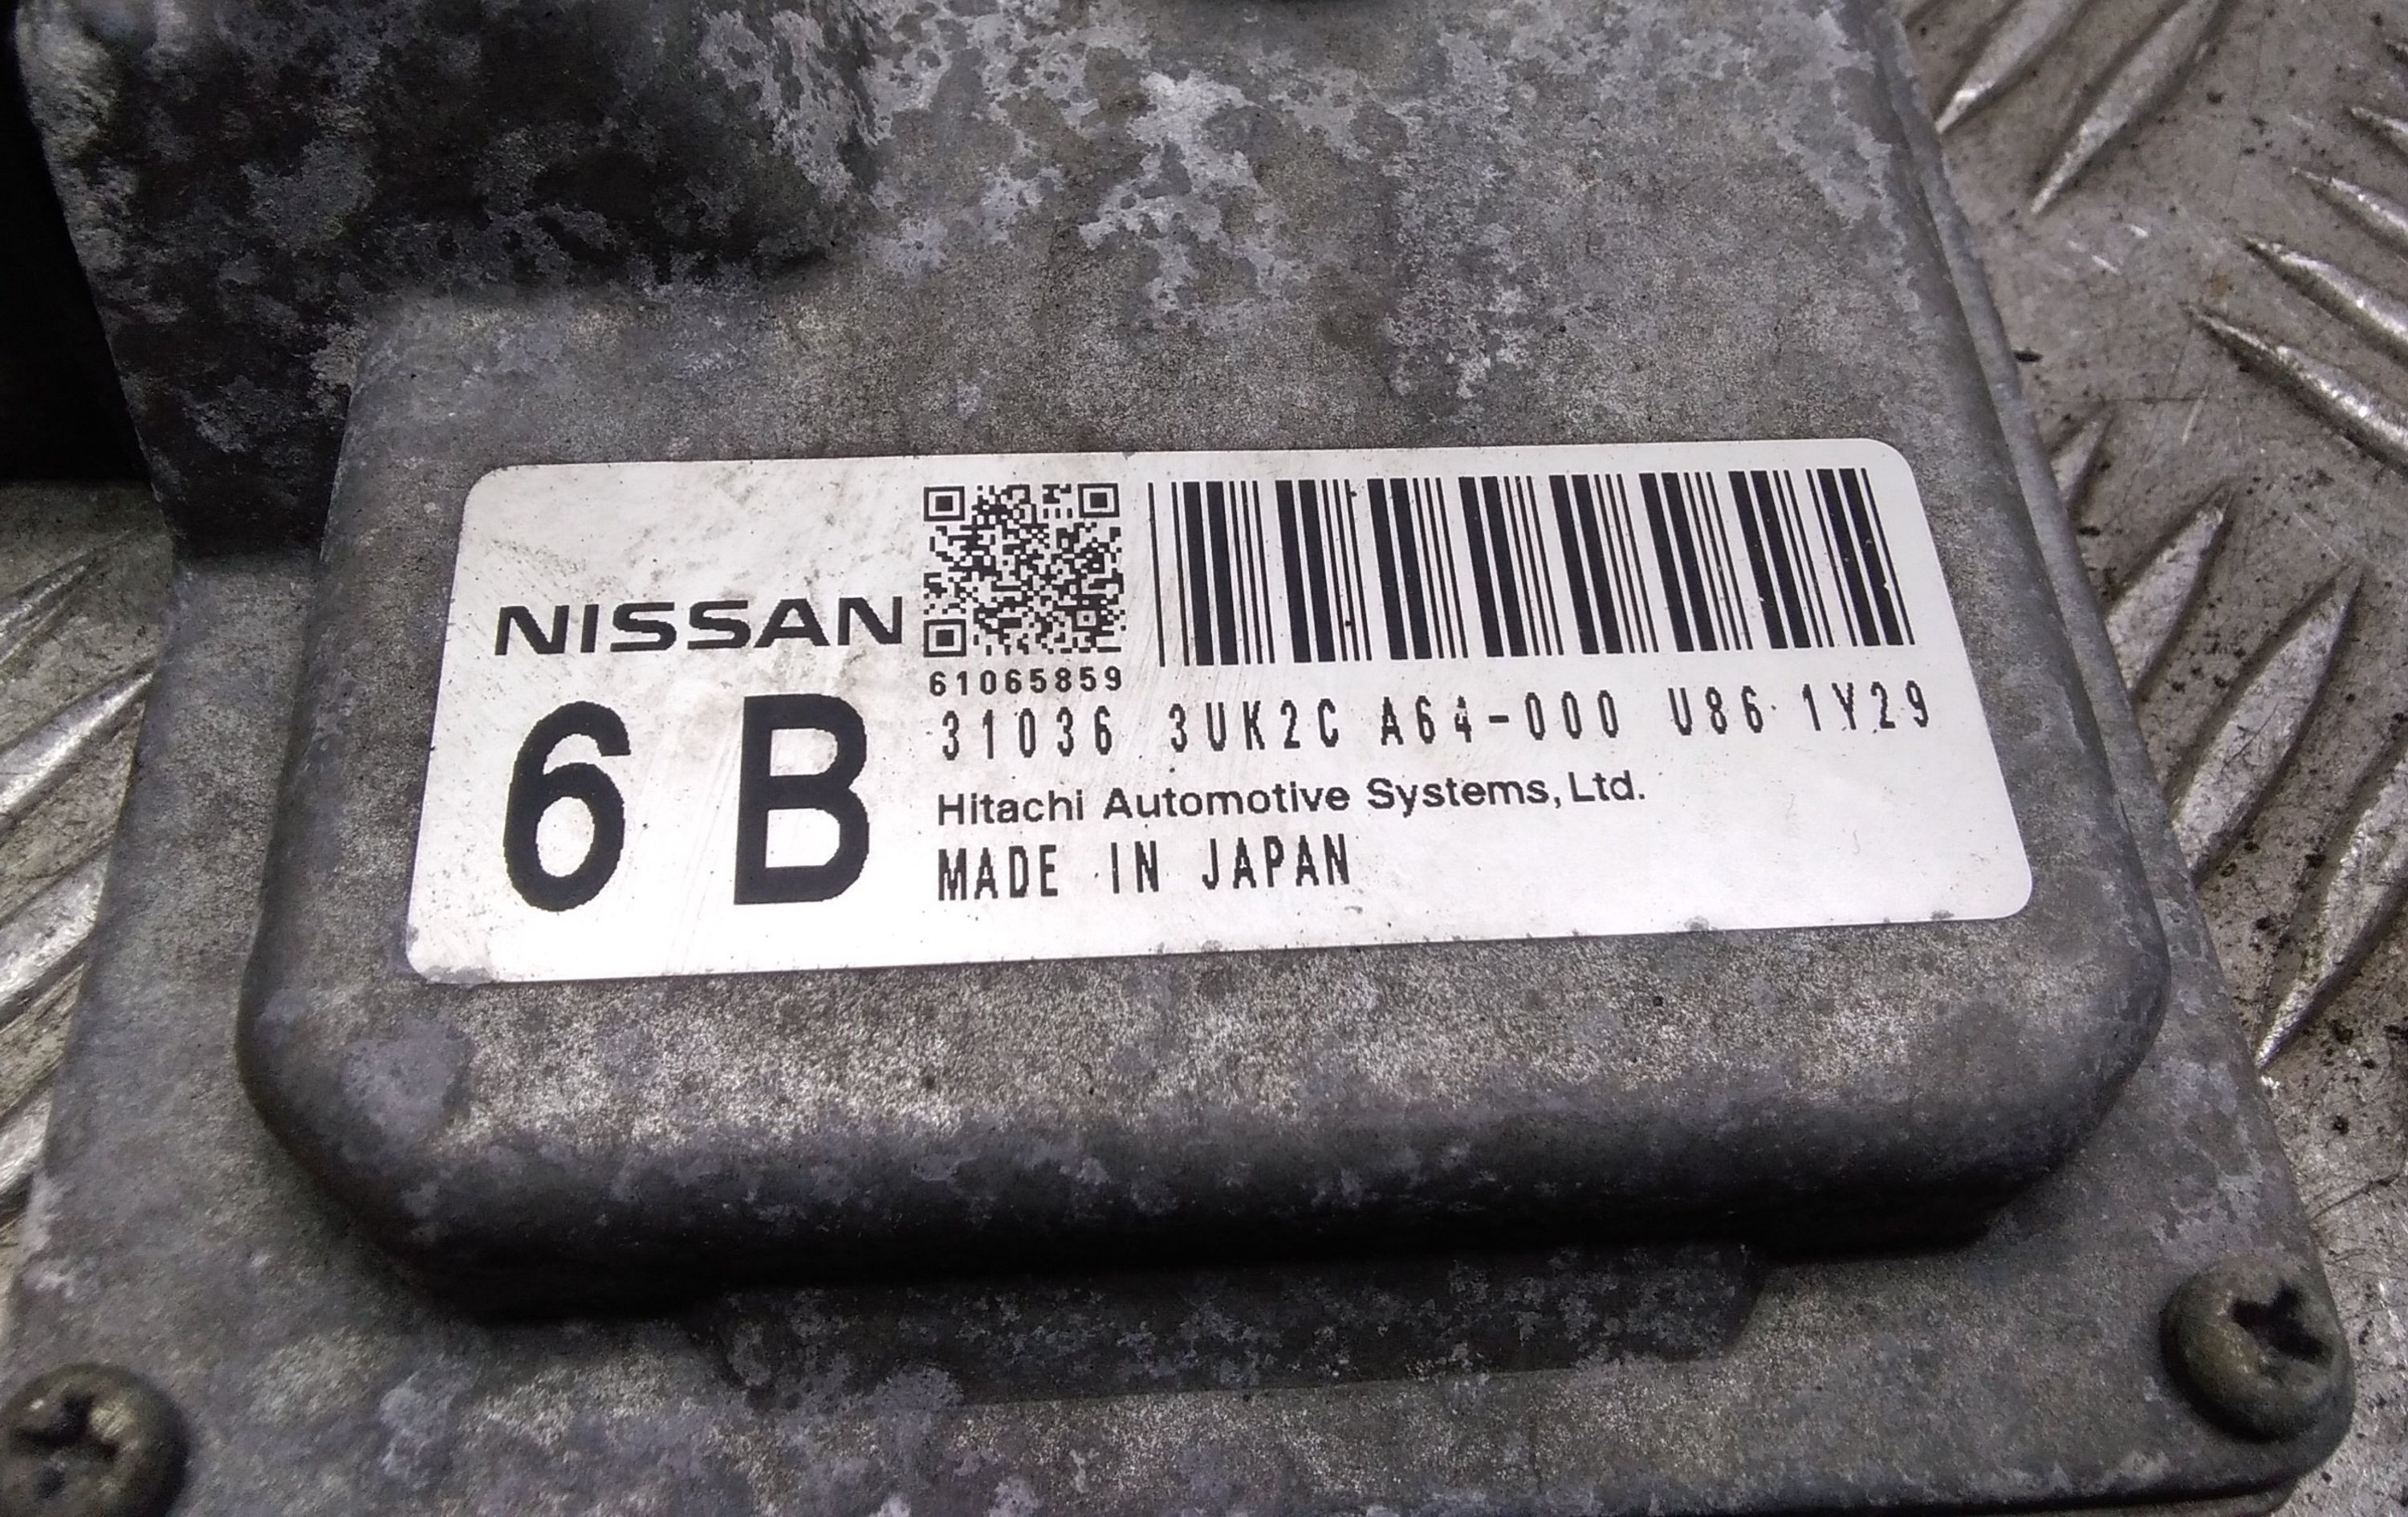 NISSAN
61065859
6 B
31036 3UK2C A64-000 U86 1Y29
Hitachi Automotive Systems, Ltd.
MADE IN JAPAN